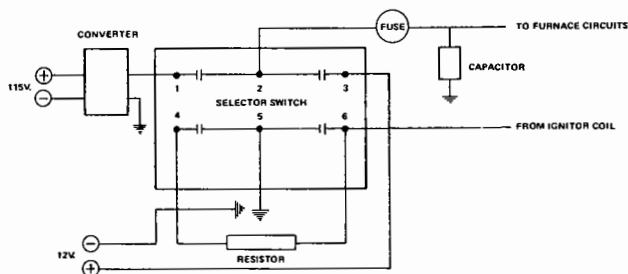 FUSE
TO FURNACE CIRCUITS
CONVERTER
CAPACITOR
115V.
+
−
1
2
3
SELECTOR SWITCH
4
5
6
FROM IGNITOR COIL
12V.
−
+
RESISTOR